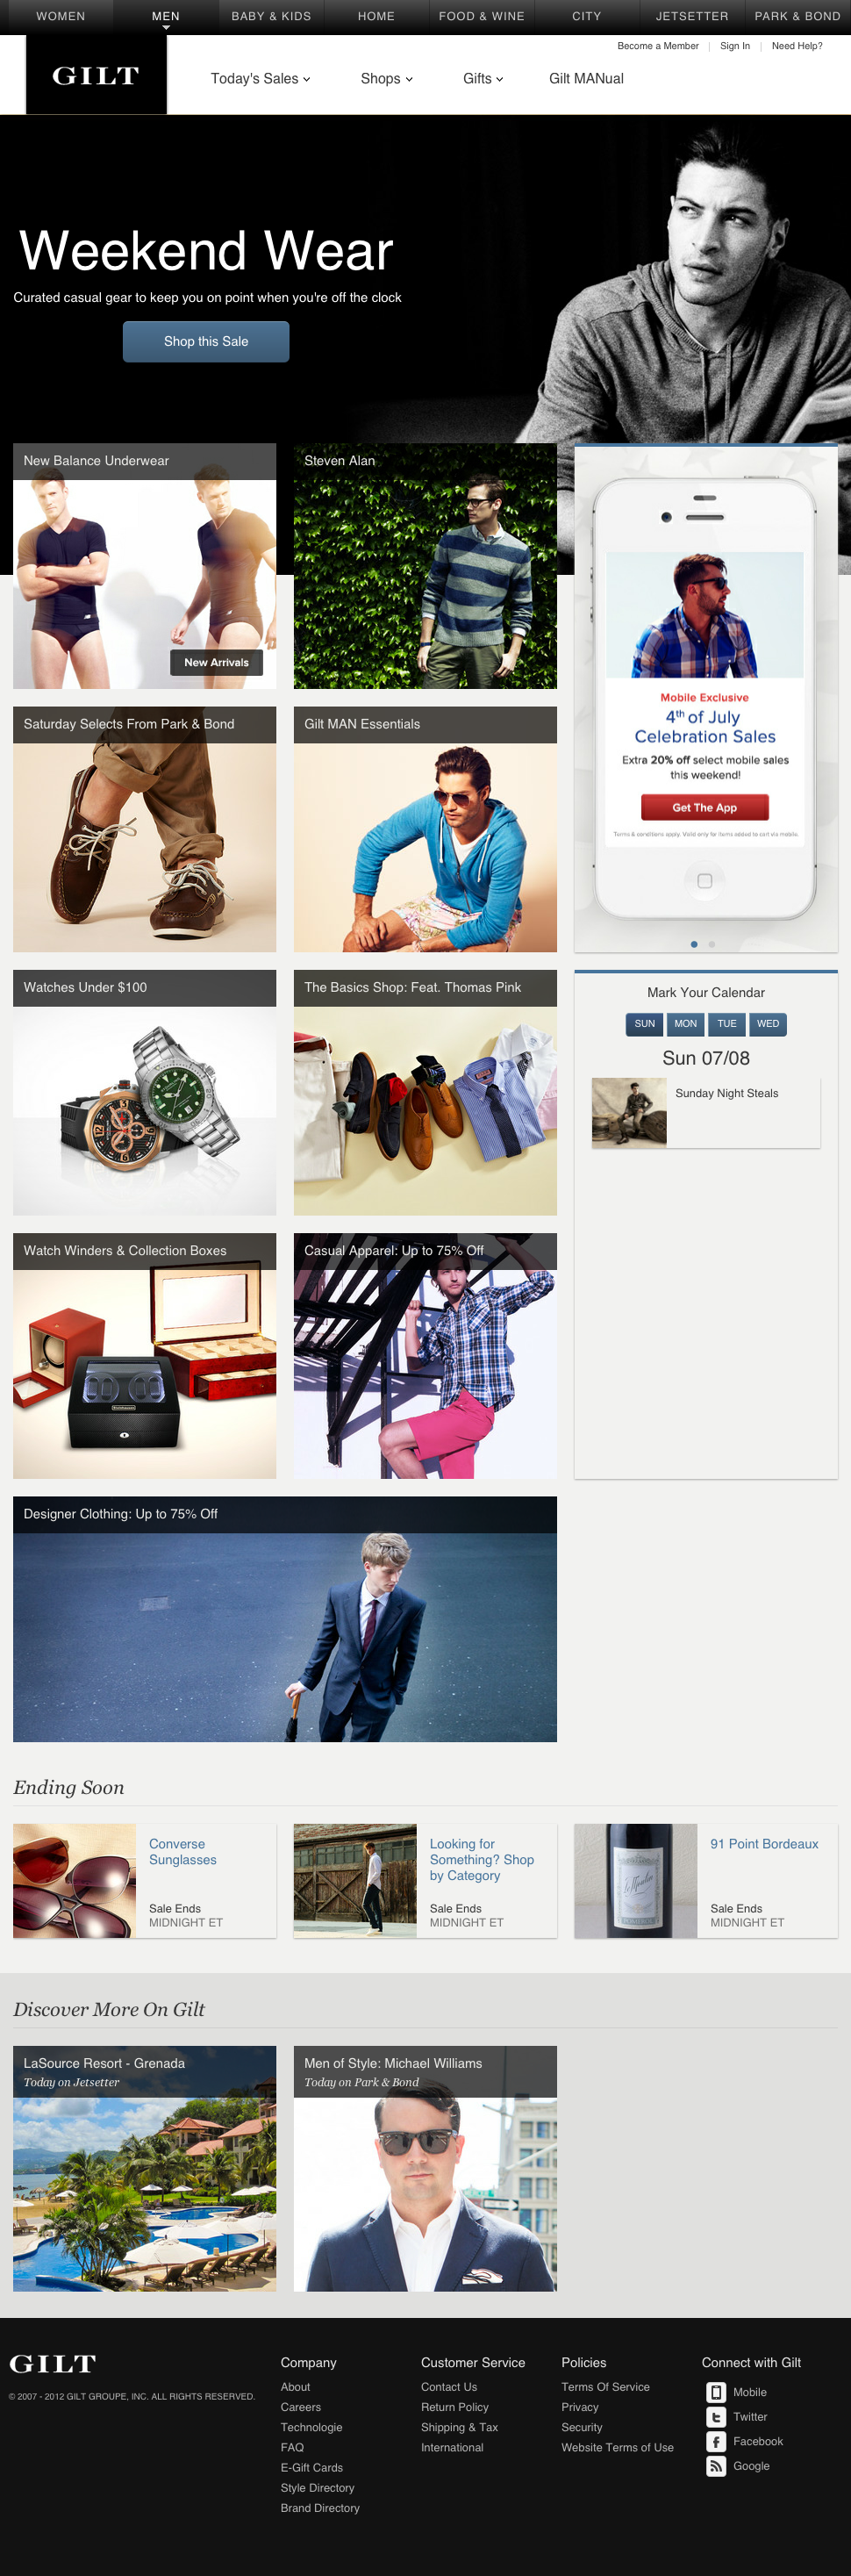 WOMEN
MEN
BABY & KIDS
HOME
FOOD & WINE
CITY
JETSETTER
PARK & BOND
Become a Member
Sign In
Need Help?
GILT
Today's Sales
Shops
Gifts
Gilt MANual
Weekend Wear
Curated casual gear to keep you on point when you're off the clock
Shop this Sale
New Balance Underwear
New Arrivals
Steven Alan
Mobile Exclusive
4th of July
Celebration Sales
Extra 20% off select mobile sales
this weekend!
Get The App
Terms & conditions apply. Valid only for items added to cart via mobile.
Saturday Selects From Park & Bond
Gilt MAN Essentials
Watches Under $100
The Basics Shop: Feat. Thomas Pink
Mark Your Calendar
SUN
MON
TUE
WED
Sun 07/08
Sunday Night Steals
Watch Winders & Collection Boxes
Casual Apparel: Up to 75% Off
Designer Clothing: Up to 75% Off
Ending Soon
Converse
Sunglasses
Sale Ends
MIDNIGHT ET
Looking for
Something? Shop
by Category
Sale Ends
MIDNIGHT ET
91 Point Bordeaux
Sale Ends
MIDNIGHT ET
Discover More On Gilt
LaSource Resort - Grenada
Today on Jetsetter
Men of Style: Michael Williams
Today on Park & Bond
GILT
© 2007 - 2012 GILT GROUPE, INC. ALL RIGHTS RESERVED.
Company
About
Careers
Technologie
FAQ
E-Gift Cards
Style Directory
Brand Directory
Customer Service
Contact Us
Return Policy
Shipping & Tax
International
Policies
Terms Of Service
Privacy
Security
Website Terms of Use
Connect with Gilt
Mobile
Twitter
Facebook
Google